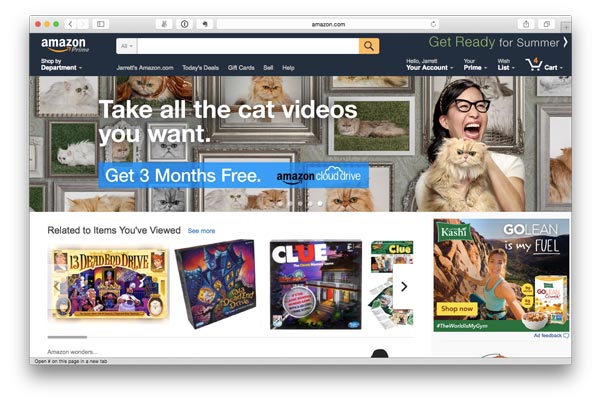 amazon.com
amazon
Prime
All
Get Ready for Summer
Shop by
Department
Jarrett's Amazon.com Today's Deals Gift Cards Sell Help
Hello, Jarrett
Your Account
Your
Prime
Wish
List
4
Cart
Take all the cat videos
you want.
Get 3 Months Free.
amazon clouddrive
Related to Items You've Viewed See more
13 DEAD END DRIVE
CLUE
Clue
Kashi
GOLEAN
is my FUEL
GOLEAN
Shop now
#TheWorldIsMyGym
Ad feedback
Amazon wonders...
Open # on this page in a new tab